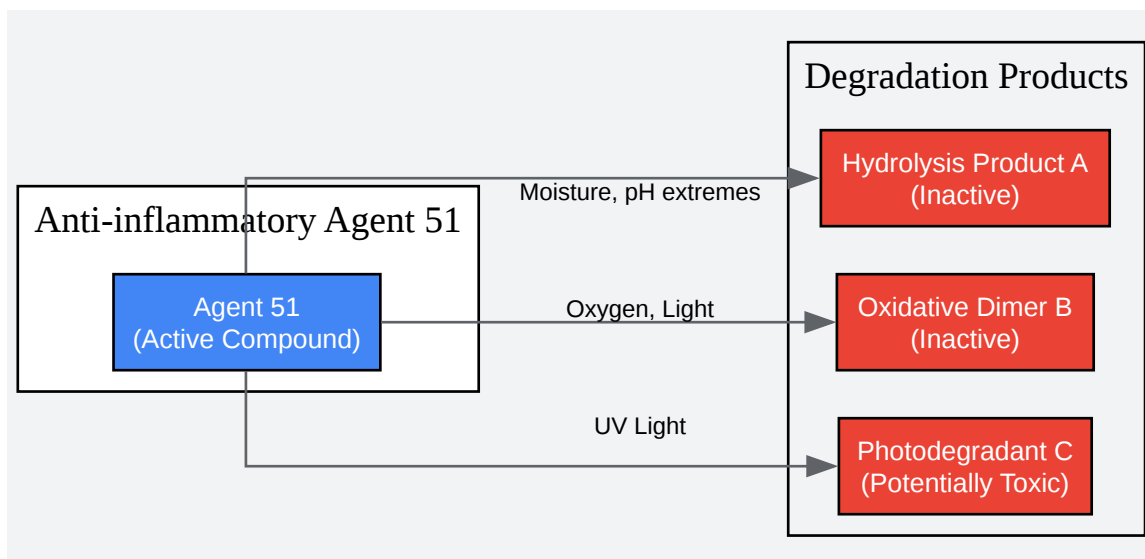 Anti-inflammatory Agent 51
Agent 51
(Active Compound)
Moisture, pH extremes
Oxygen, Light
UV Light
Degradation Products
Hydrolysis Product A
(Inactive)
Oxidative Dimer B
(Inactive)
Photodegradant C
(Potentially Toxic)